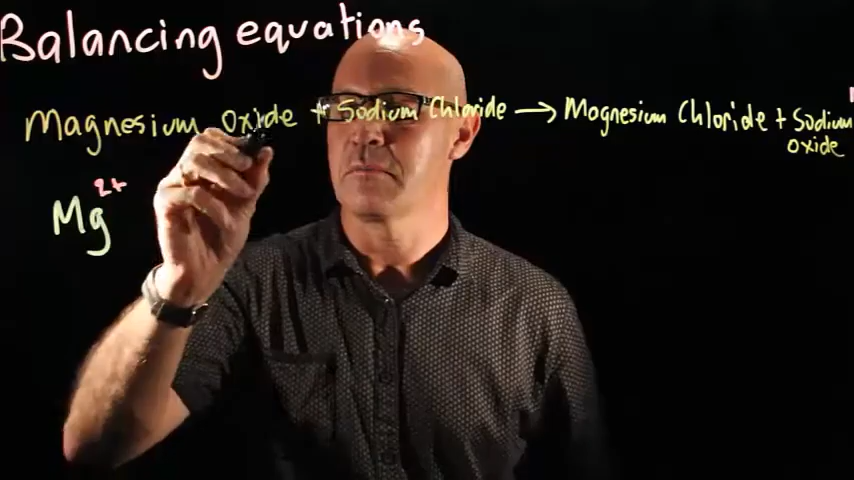 Balancing equations
Magnesium Oxide + Sodium Chloride → Magnesium Chloride + Sodium
Oxide
Mg²⁺